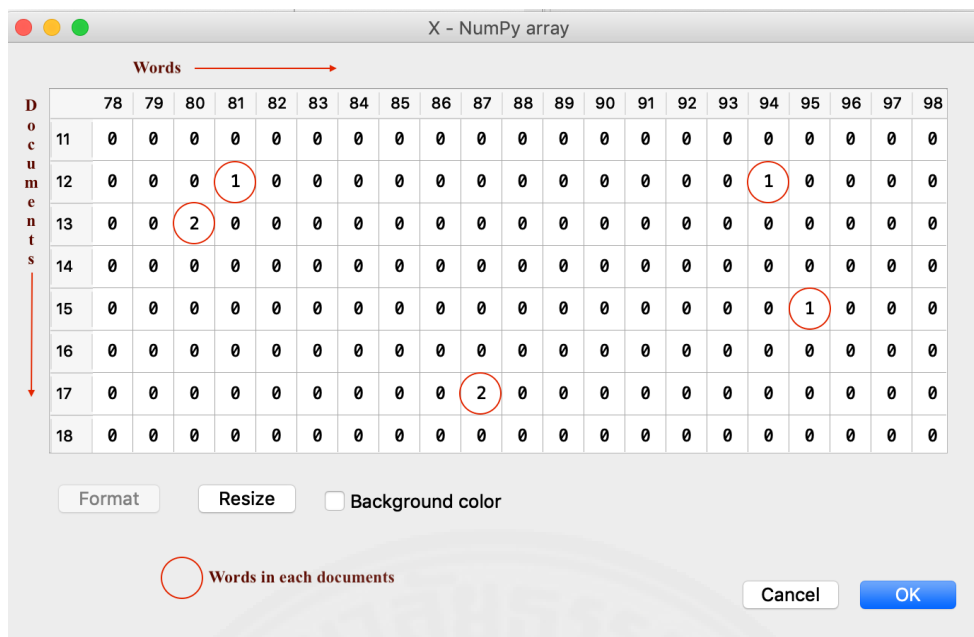 X - NumPy array
Words
Documents
78 79 80 81 82 83 84 85 86 87 88 89 90 91 92 93 94 95 96 97 98
11 0 0 0 0 0 0 0 0 0 0 0 0 0 0 0 0 0 0 0 0 0
12 0 0 0 1 0 0 0 0 0 0 0 0 0 0 0 0 1 0 0 0 0
13 0 0 2 0 0 0 0 0 0 0 0 0 0 0 0 0 0 0 0 0 0
14 0 0 0 0 0 0 0 0 0 0 0 0 0 0 0 0 0 0 0 0 0
15 0 0 0 0 0 0 0 0 0 0 0 0 0 0 0 0 0 1 0 0 0
16 0 0 0 0 0 0 0 0 0 0 0 0 0 0 0 0 0 0 0 0 0
17 0 0 0 0 0 0 0 0 0 2 0 0 0 0 0 0 0 0 0 0 0
18 0 0 0 0 0 0 0 0 0 0 0 0 0 0 0 0 0 0 0 0 0
Format Resize Background color
Words in each documents
Cancel OK